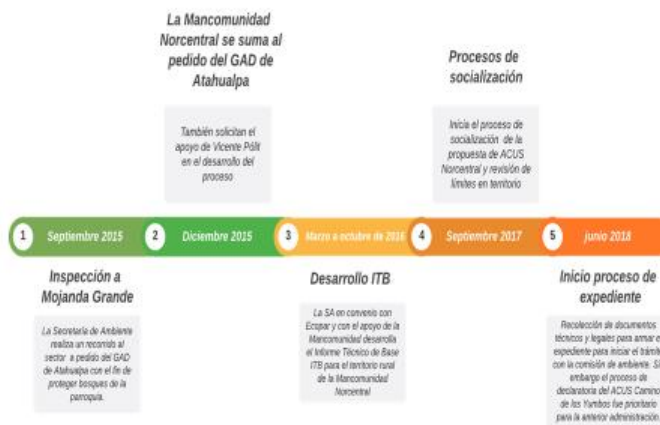 La Mancomunidad
Norcentral se suma al
pedido del GAD de
Atahualpa
También solicitan el
apoyo de Vicente Pólit
en el desarrollo del
proceso
Procesos de
socialización
Inicia el proceso de
socialización de la
propuesta de ACUS
Norcentral y revisión de
límites en territorio
1 Septiembre 2015 2 Diciembre 2015 3 Marzo a octubre de 2016 4 Septiembre 2017 5 junio 2018
Inspección a
Mojanda Grande
La Secretaría de Ambiente
realiza un recorrido al
sector a pedido del GAD
de Atahualpa con el fin de
proteger bosques de la
parroquia.
Desarrollo ITB
La SA en convenio con
Ecopar y con el apoyo de la
Mancomunidad desarrolla
el Informe Técnico de Base
ITB para el territorio rural
de la Mancomunidad
Norcentral
Inicio proceso de
expediente
Recolección de documentos
técnicos y legales para armar e
expediente para iniciar el trámit
con la comisión de ambiente. Si
embargo el proceso de
declaratoria del ACUS Camino
de los Yumbos fue prioritario
para la anterior administración.